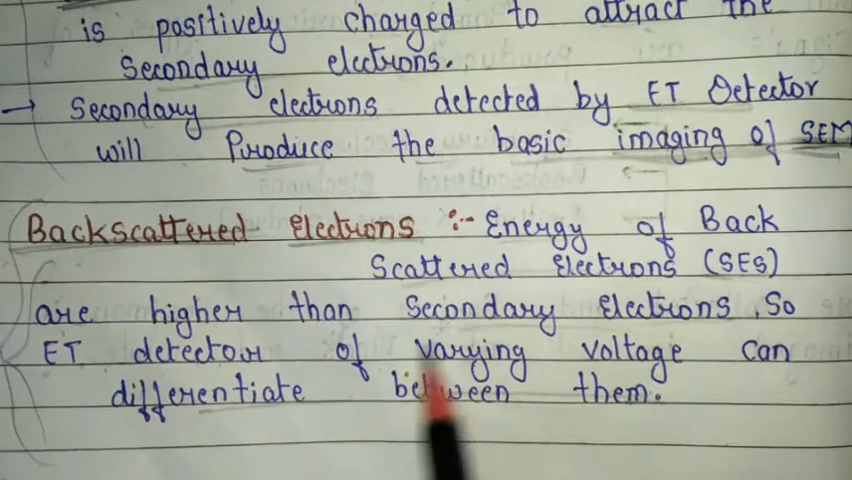 is positively charged to attract the
secondary electrons.
→ Secondary electrons detected by ET Detector
will Produce the basic imaging of SEM
Backscattered Electrons :- Energy of Back
Scattered Electrons (SES)
are higher than Secondary Electrons, So
ET detector of varying voltage can
differentiate between them.